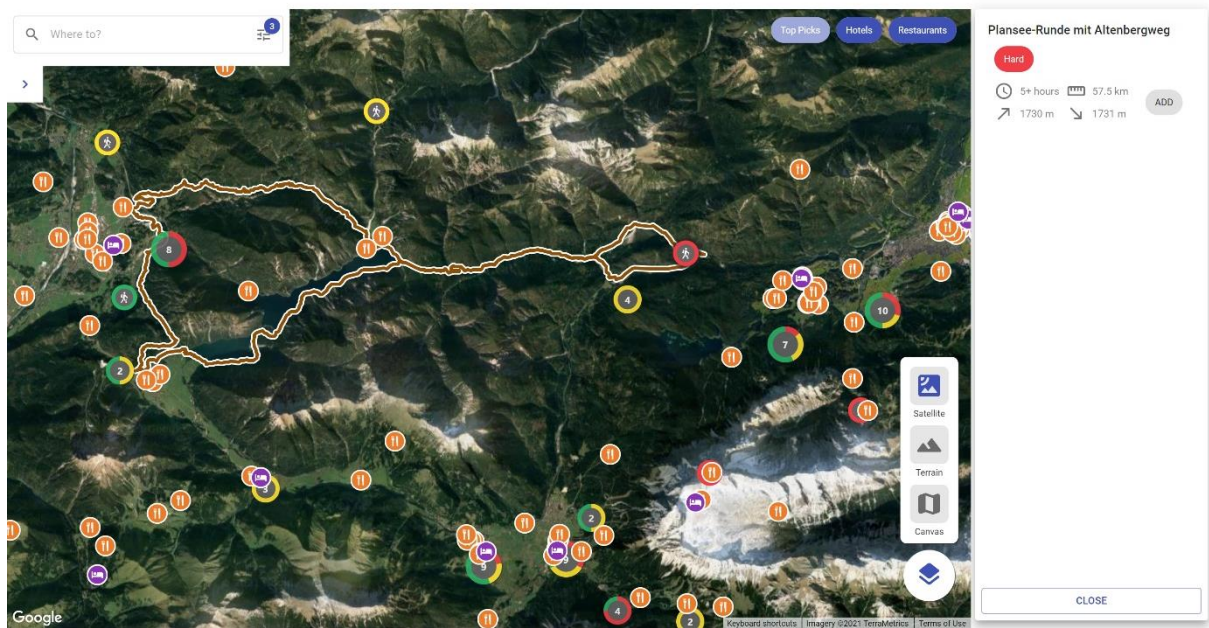 Where to?
3
Top Picks
Hotels
Restaurants
8
4
10
7
2
3
2
9
9
4
2
Satellite
Terrain
Canvas
Google
Keyboard shortcuts
Imagery ©2021 TerraMetrics
Terms of Use
Plansee-Runde mit Altenbergweg
Hard
5+ hours
57.5 km
ADD
1730 m
1731 m
CLOSE